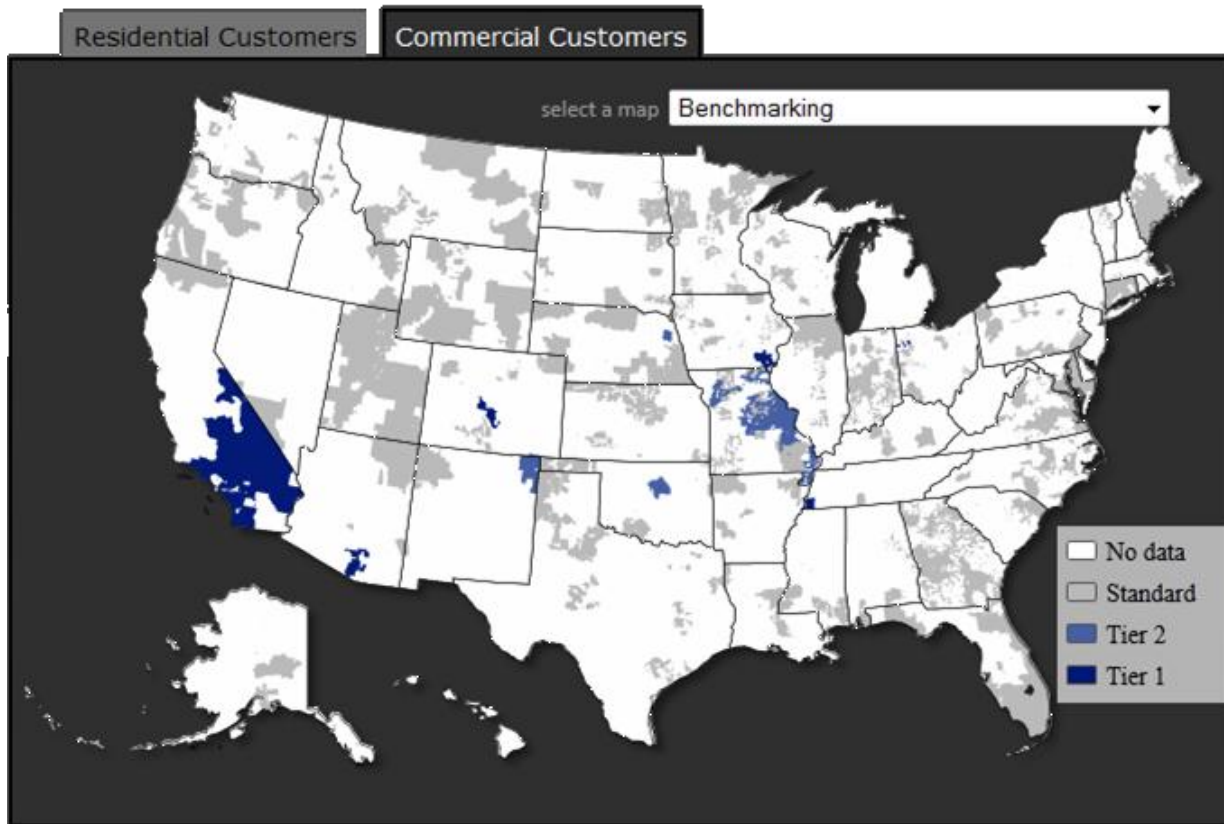 Residential Customers
Commercial Customers
select a map
Benchmarking
No data
Standard
Tier 2
Tier 1